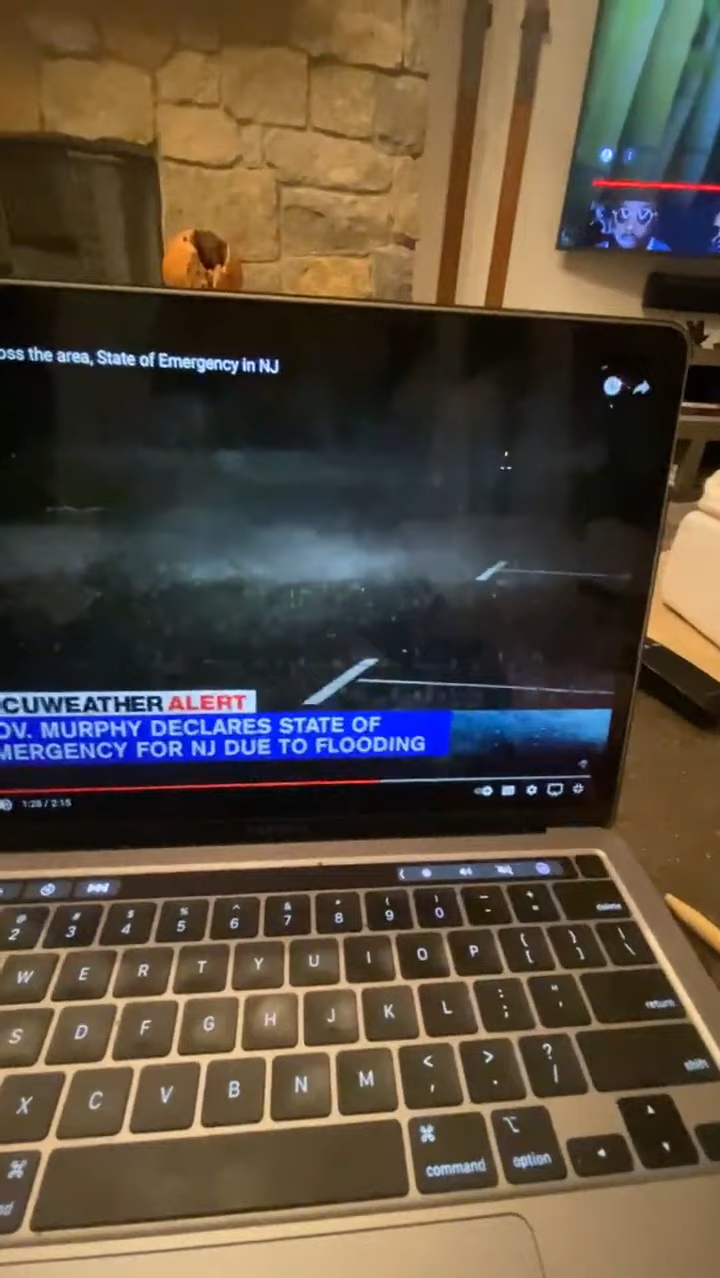 oss the area, State of Emergency in NJ
CUWEATHER ALERT
OV. MURPHY DECLARES STATE OF
MERGENCY FOR NJ DUE TO FLOODING
1:28 / 2:15
@ # $ % ^ & * ( ) _ +
2 3 4 5 6 7 8 9 0 - = delete
W E R T Y U I O P { [ } ] | \
S D F G H J K L : ; " ' return
X C V B N M < , > . ? / shift
⌘ ⌘ command ⌥ option